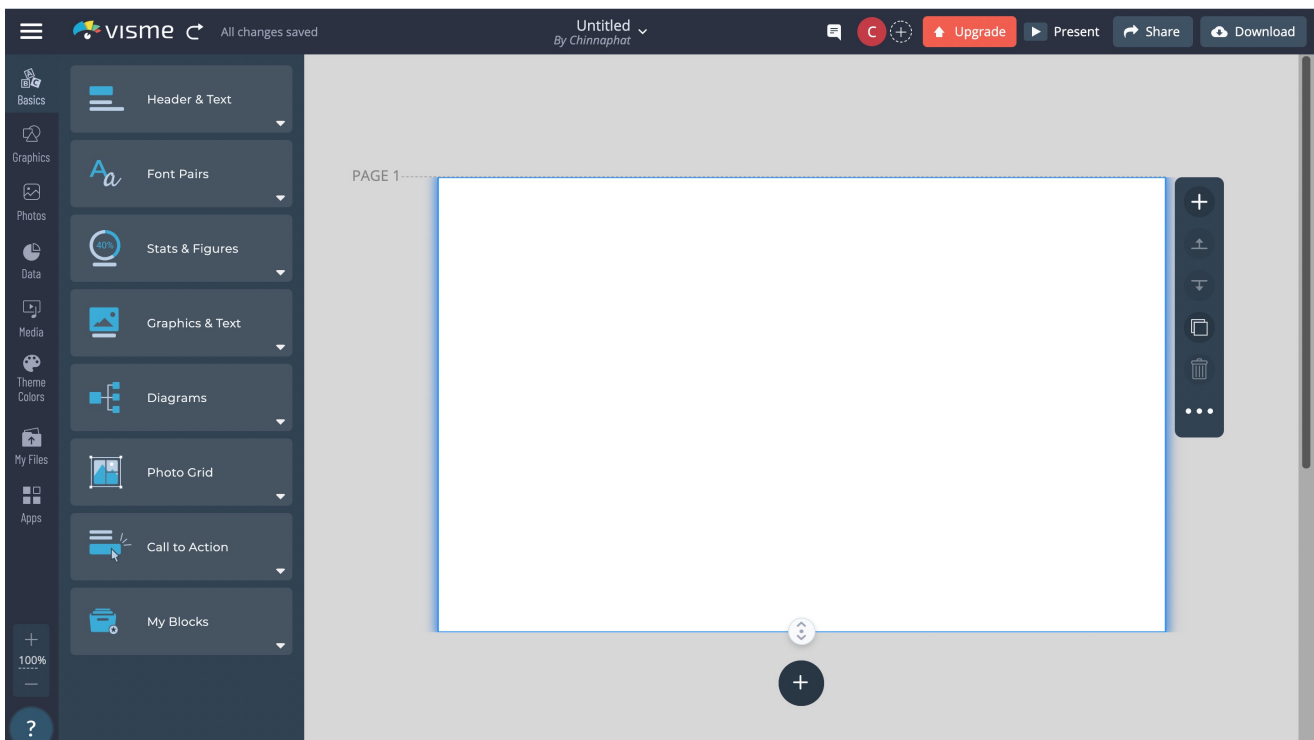 visme
All changes saved
Untitled
By Chinnaphat
C
Upgrade
Present
Share
Download
Basics
Graphics
Photos
Data
Media
Theme
Colors
My Files
Apps
100%
?
Header & Text
Aa
Font Pairs
40%
Stats & Figures
Graphics & Text
Diagrams
Photo Grid
Call to Action
My Blocks
PAGE 1